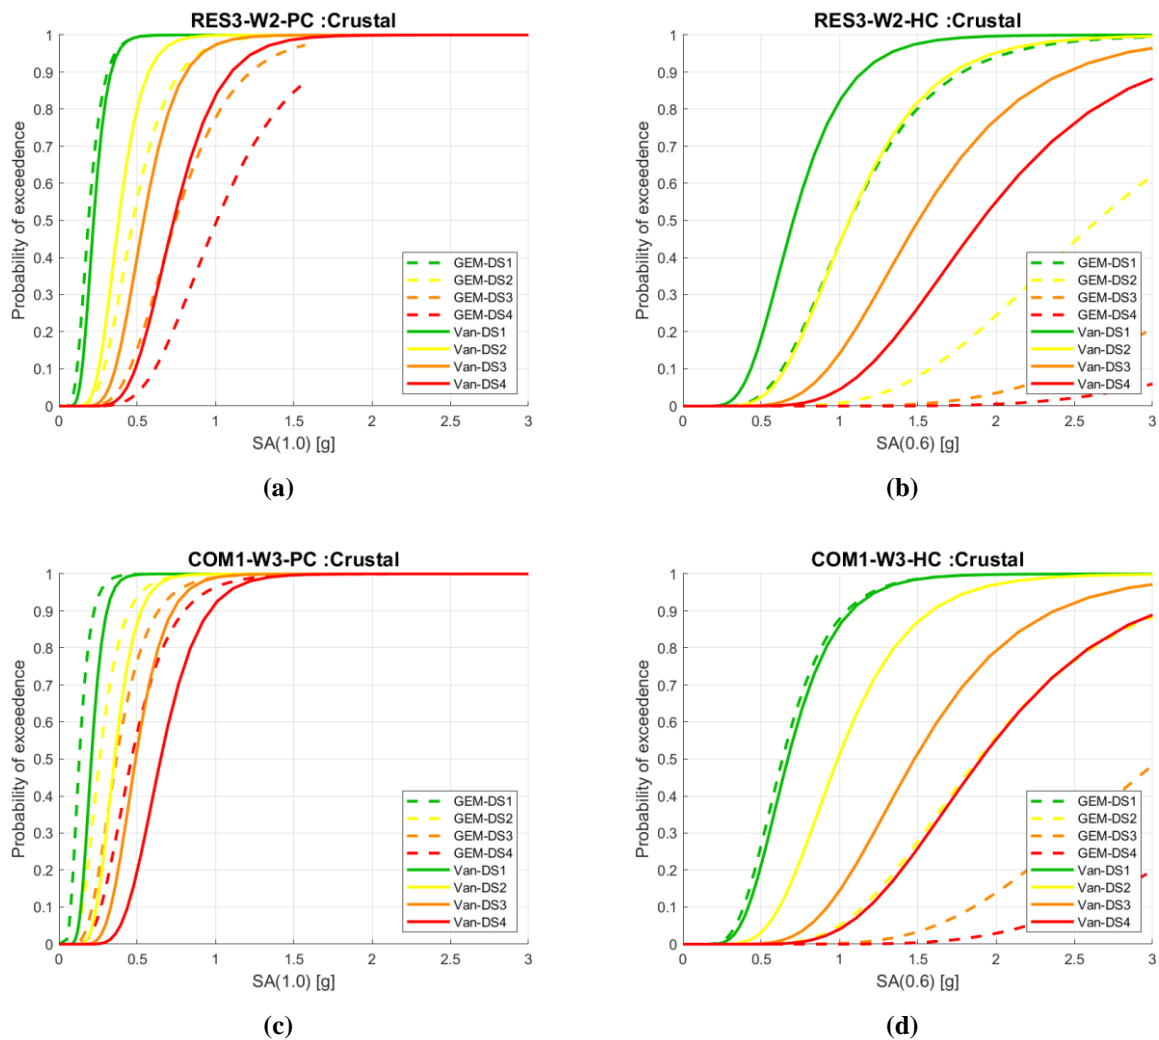 RES3-W2-PC :Crustal
Probability of exceedence
1
0.9
0.8
0.7
0.6
0.5
0.4
0.3
0.2
0.1
0
0 0.5 1 1.5 2 2.5 3
SA(1.0) [g]
GEM-DS1
GEM-DS2
GEM-DS3
GEM-DS4
Van-DS1
Van-DS2
Van-DS3
Van-DS4
(a)
RES3-W2-HC :Crustal
Probability of exceedence
1
0.9
0.8
0.7
0.6
0.5
0.4
0.3
0.2
0.1
0
0 0.5 1 1.5 2 2.5 3
SA(0.6) [g]
GEM-DS1
GEM-DS2
GEM-DS3
GEM-DS4
Van-DS1
Van-DS2
Van-DS3
Van-DS4
(b)
COM1-W3-PC :Crustal
Probability of exceedence
1
0.9
0.8
0.7
0.6
0.5
0.4
0.3
0.2
0.1
0
0 0.5 1 1.5 2 2.5 3
SA(1.0) [g]
GEM-DS1
GEM-DS2
GEM-DS3
GEM-DS4
Van-DS1
Van-DS2
Van-DS3
Van-DS4
(c)
COM1-W3-HC :Crustal
Probability of exceedence
1
0.9
0.8
0.7
0.6
0.5
0.4
0.3
0.2
0.1
0
0 0.5 1 1.5 2 2.5 3
SA(0.6) [g]
GEM-DS1
GEM-DS2
GEM-DS3
GEM-DS4
Van-DS1
Van-DS2
Van-DS3
Van-DS4
(d)